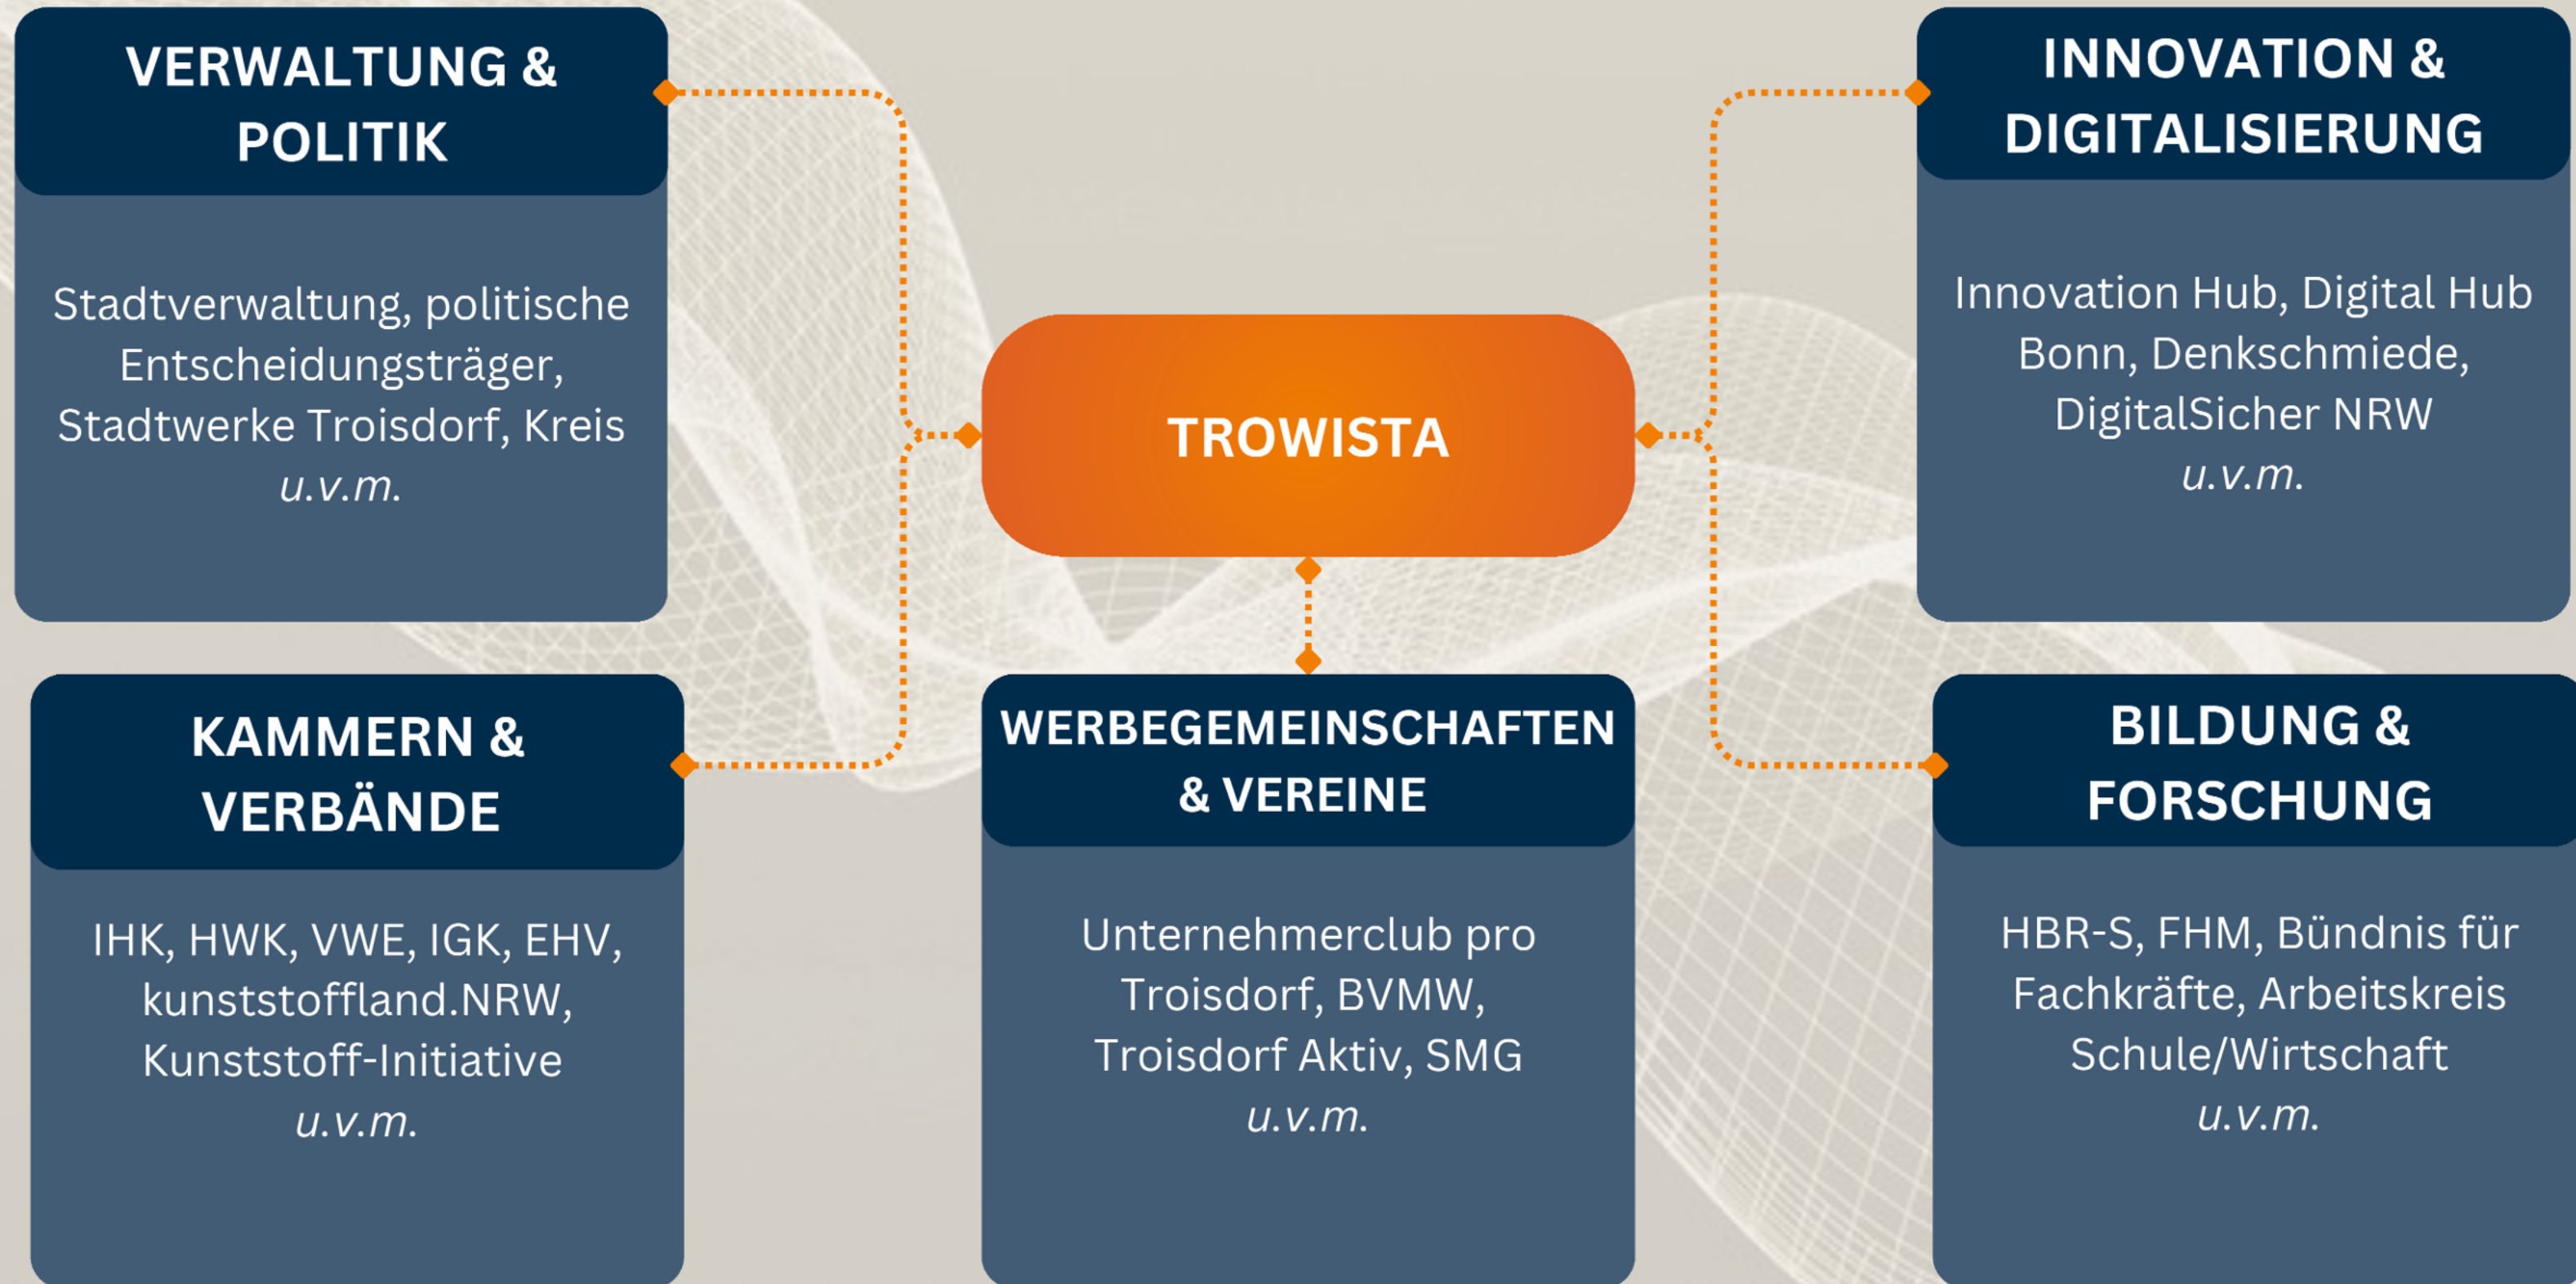 VERWALTUNG &
POLITIK
Stadtverwaltung, politische
Entscheidungsträger,
Stadtwerke Troisdorf, Kreis
u.v.m.
INNOVATION &
DIGITALISIERUNG
Innovation Hub, Digital Hub
Bonn, Denkschmiede,
DigitalSicher NRW
u.v.m.
TROWISTA
KAMMERN &
VERBÄNDE
IHK, HWK, VWE, IGK, EHV,
kunststoffland.NRW,
Kunststoff-Initiative
u.v.m.
WERBEGEMEINSCHAFTEN
& VEREINE
Unternehmerclub pro
Troisdorf, BVMW,
Troisdorf Aktiv, SMG
u.v.m.
BILDUNG &
FORSCHUNG
HBR-S, FHM, Bündnis für
Fachkräfte, Arbeitskreis
Schule/Wirtschaft
u.v.m.